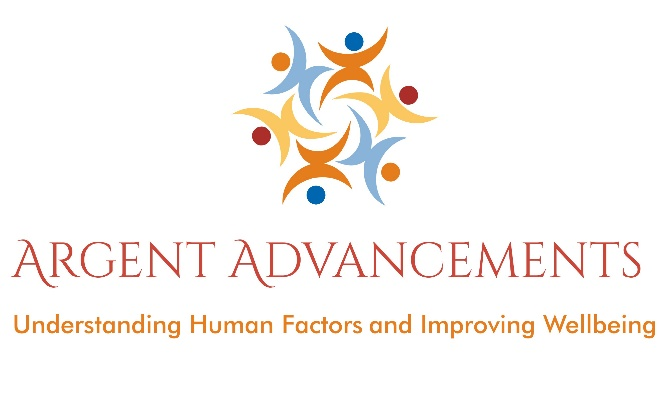 Argent Advancements
Understanding Human Factors and Improving Wellbeing